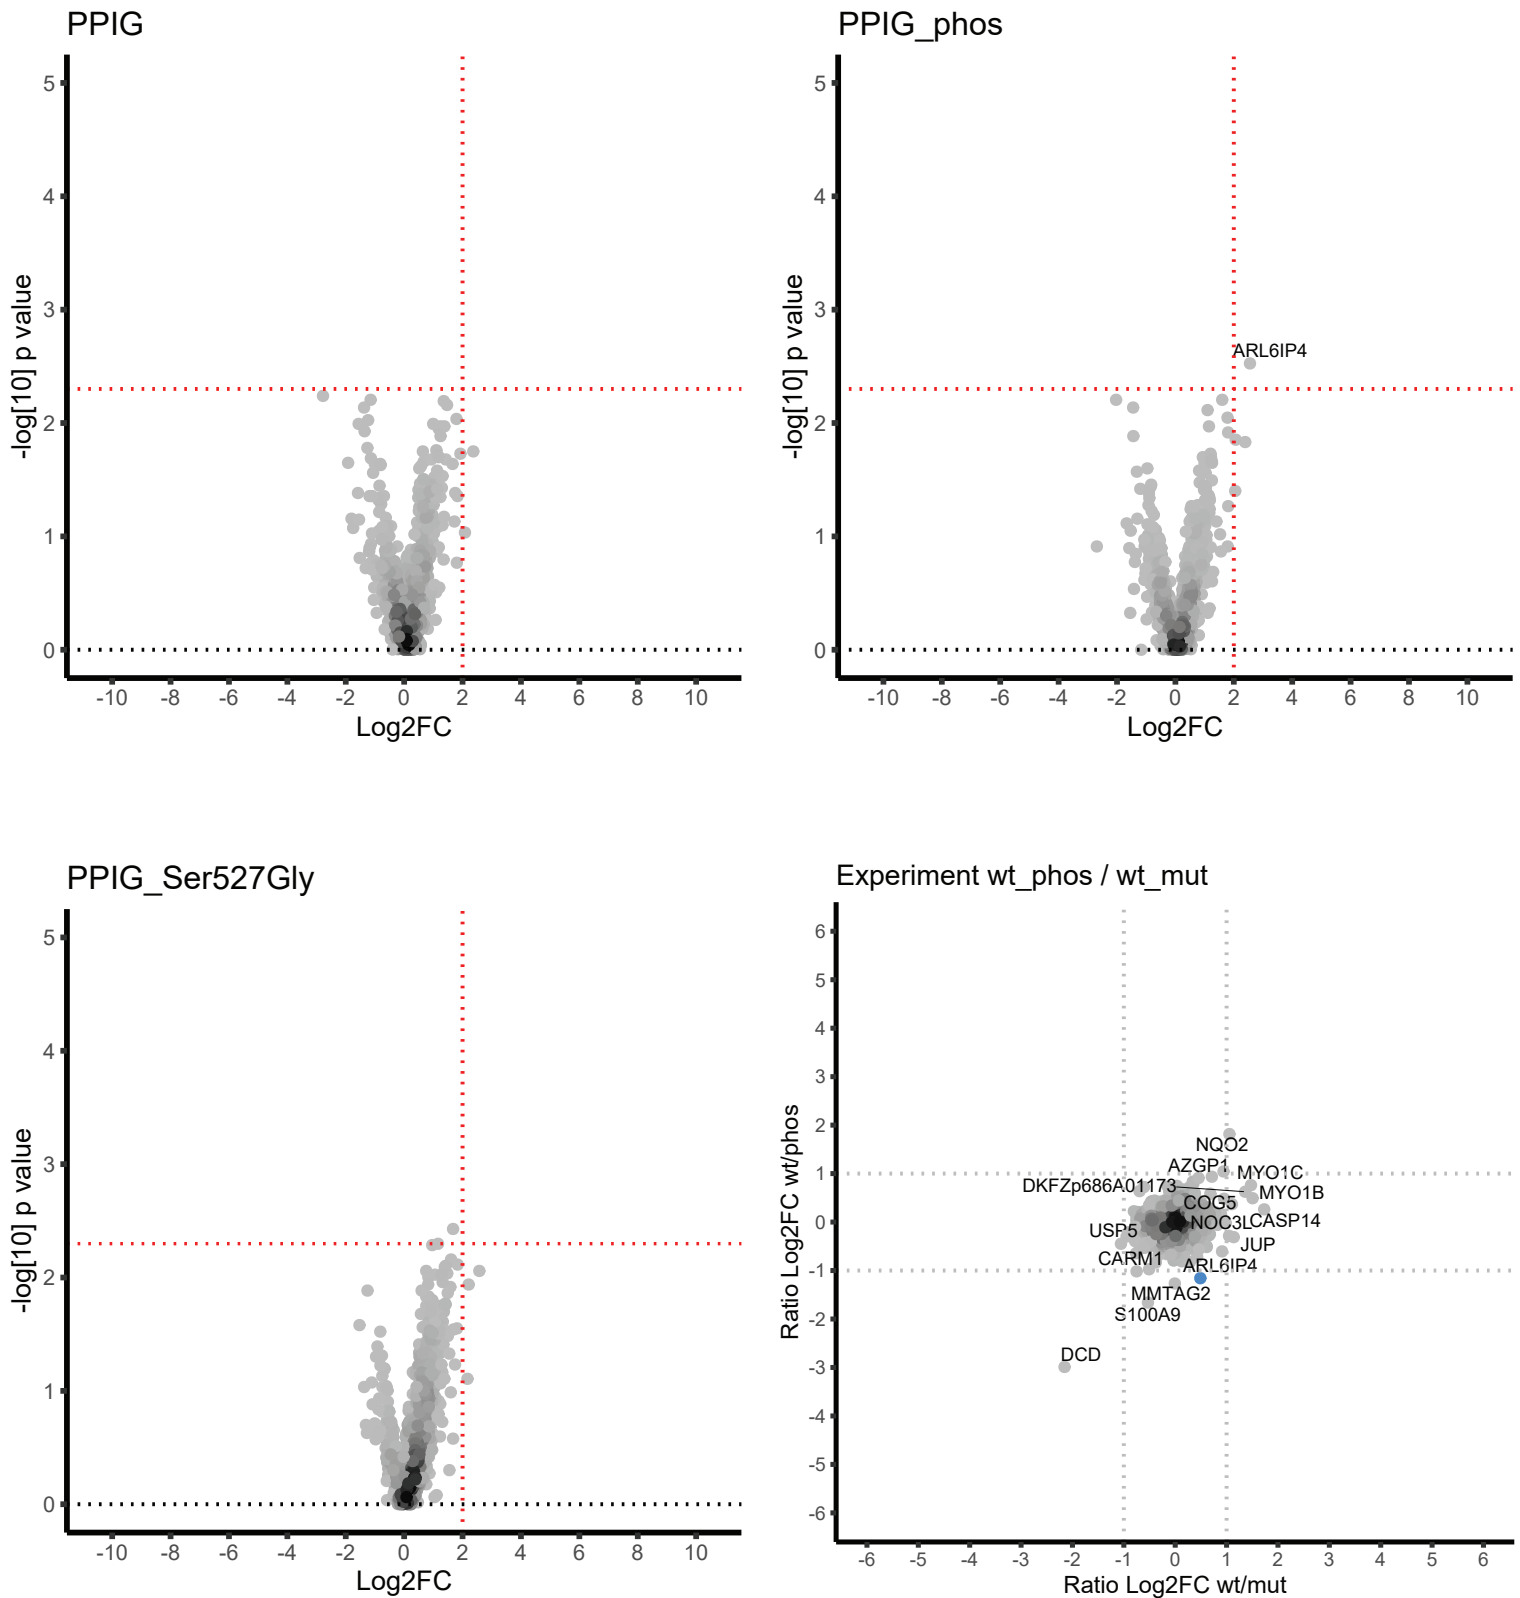 PPIG
5
4
3
2
1
0
-log[10] p value
-10 -8 -6 -4 -2 0 2 4 6 8 10
Log2FC
PPIG_phos
5
4
3
2
1
0
-log[10] p value
ARL6IP4
-10 -8 -6 -4 -2 0 2 4 6 8 10
Log2FC
PPIG_Ser527Gly
5
4
3
2
1
0
-log[10] p value
-10 -8 -6 -4 -2 0 2 4 6 8 10
Log2FC
Experiment wt_phos / wt_mut
6
5
4
3
2
1
0
-1
-2
-3
-4
-5
-6
Ratio Log2FC wt/phos
NQO2
AZGP1
MYO1C
DKFZp686A01173
MYO1B
COG5
NOC3L
CASP14
USP5
JUP
CARM1
ARL6IP4
MMTAG2
S100A9
DCD
-6 -5 -4 -3 -2 -1 0 1 2 3 4 5 6
Ratio Log2FC wt/mut